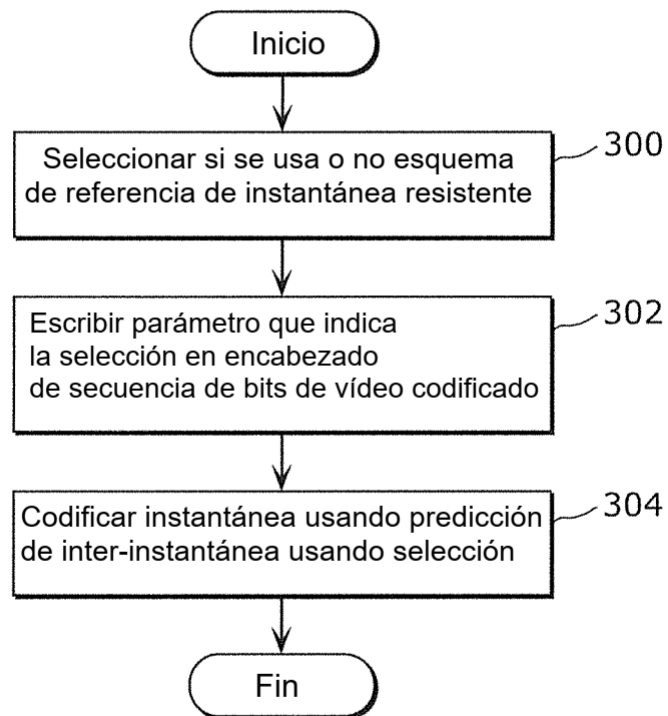 Inicio
Seleccionar si se usa o no esquema
de referencia de instantánea resistente
300
Escribir parámetro que indica
la selección en encabezado
de secuencia de bits de vídeo codificado
302
Codificar instantánea usando predicción
de inter-instantánea usando selección
304
Fin